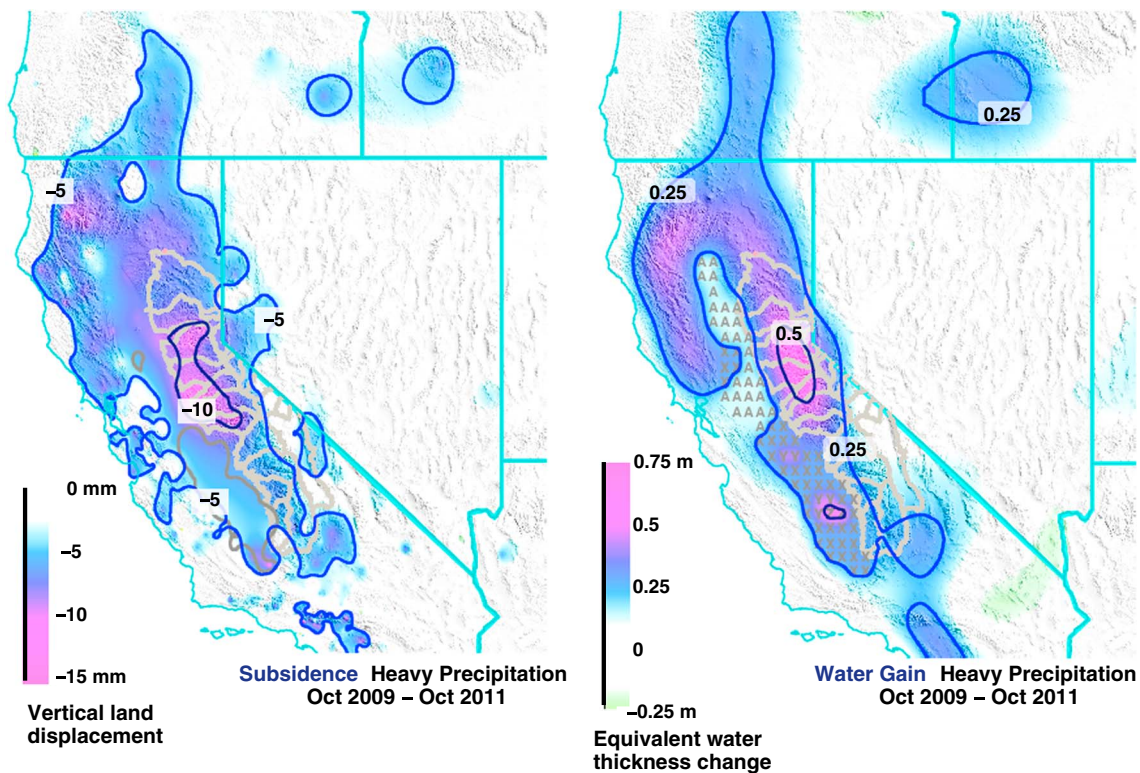 −5
−5
−10
−5
0 mm
−5
−10
−15 mm
Vertical land
displacement
Subsidence Heavy Precipitation
Oct 2009 − Oct 2011
0.25
0.25
0.5
0.25
0.75 m
0.5
0.25
0
−0.25 m
Equivalent water
thickness change
Water Gain Heavy Precipitation
Oct 2009 − Oct 2011